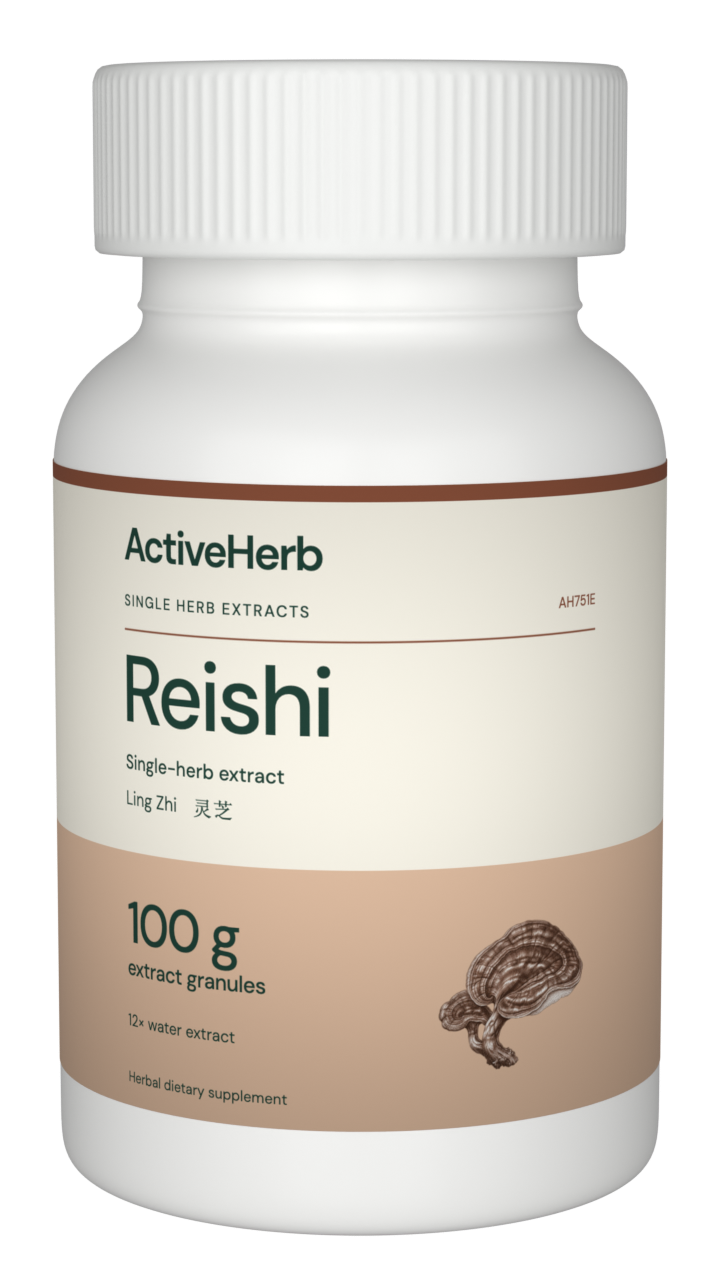 ActiveHerb
SINGLE HERB EXTRACTS AH751E
Reishi
Single-herb extract
Ling Zhi 灵芝
100 g
extract granules
12× water extract
Herbal dietary supplement